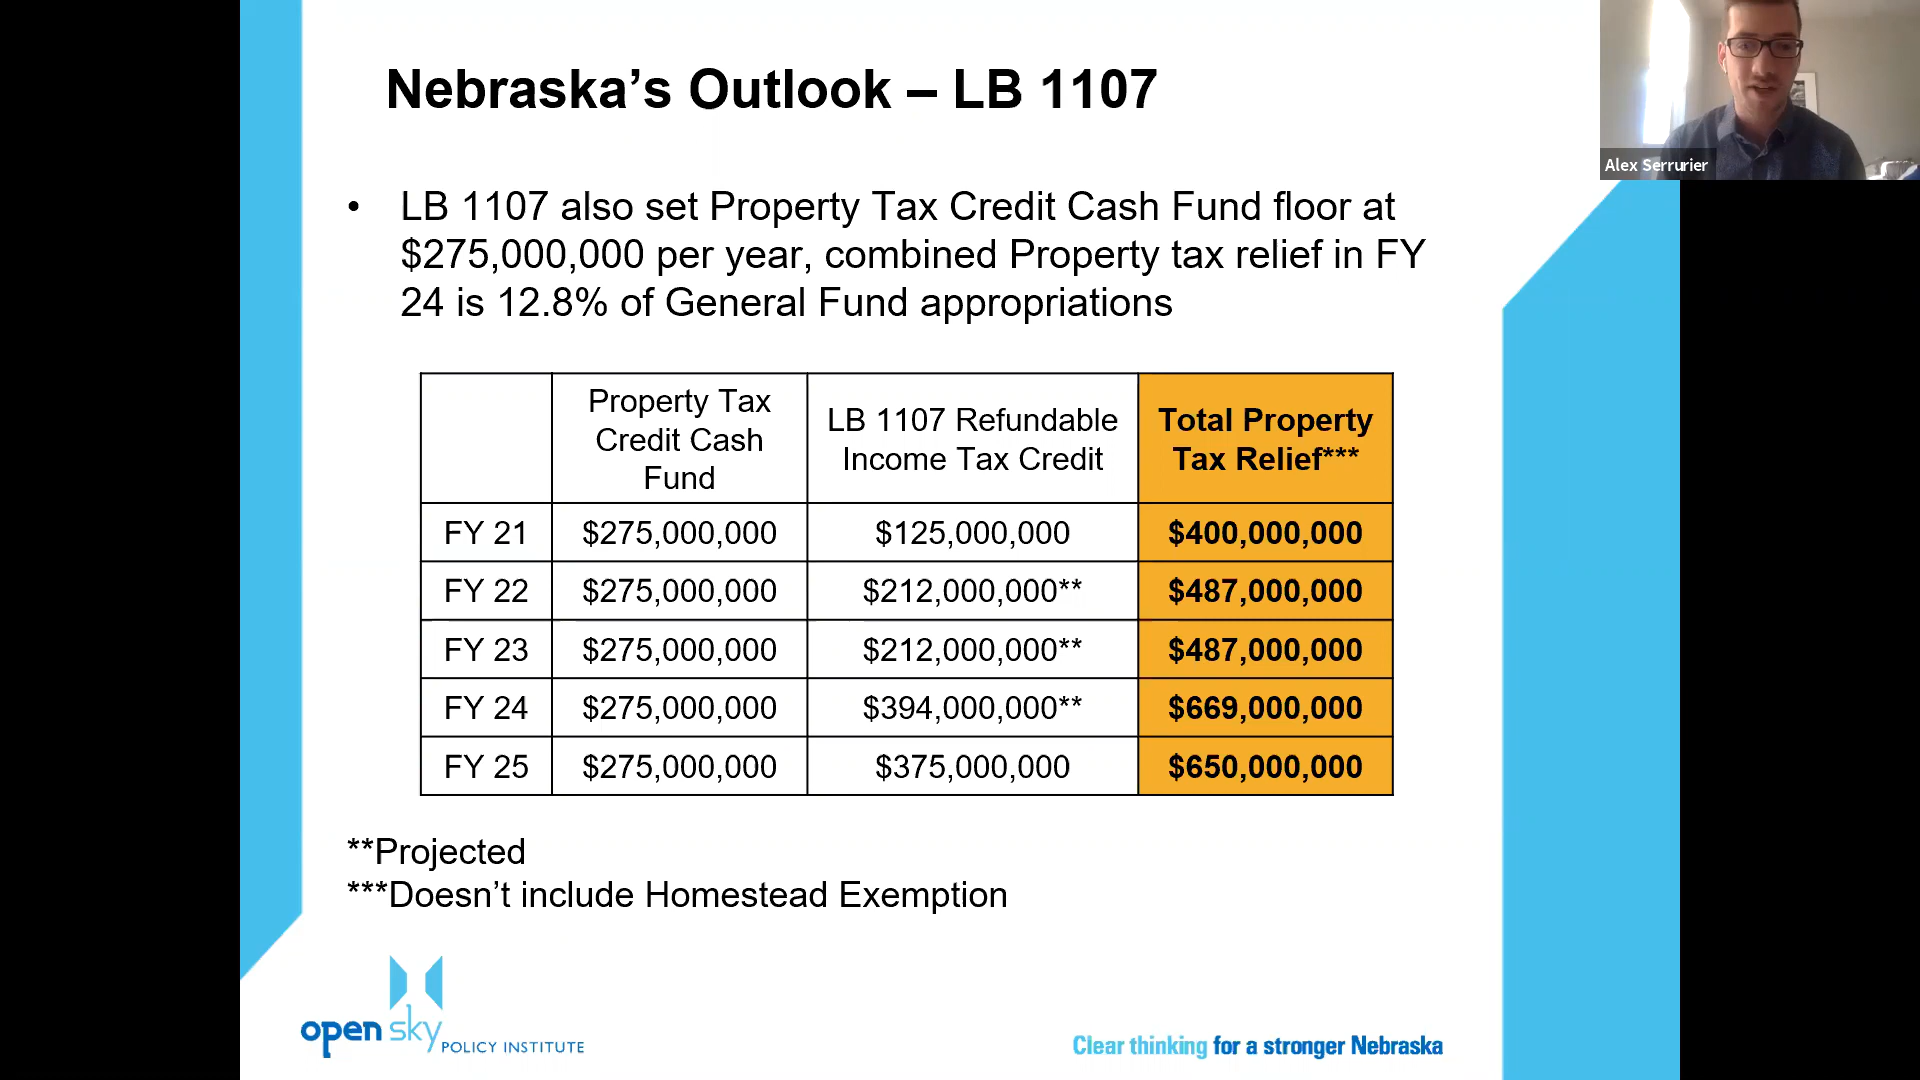 Nebraska’s Outlook – LB 1107
Alex Serrurier
• LB 1107 also set Property Tax Credit Cash Fund floor at
$275,000,000 per year, combined Property tax relief in FY
24 is 12.8% of General Fund appropriations
Property Tax
Credit Cash
Fund
LB 1107 Refundable
Income Tax Credit
Total Property
Tax Relief***
FY 21 $275,000,000 $125,000,000 $400,000,000
FY 22 $275,000,000 $212,000,000** $487,000,000
FY 23 $275,000,000 $212,000,000** $487,000,000
FY 24 $275,000,000 $394,000,000** $669,000,000
FY 25 $275,000,000 $375,000,000 $650,000,000
**Projected
***Doesn’t include Homestead Exemption
open sky
POLICY INSTITUTE
Clear thinking for a stronger Nebraska